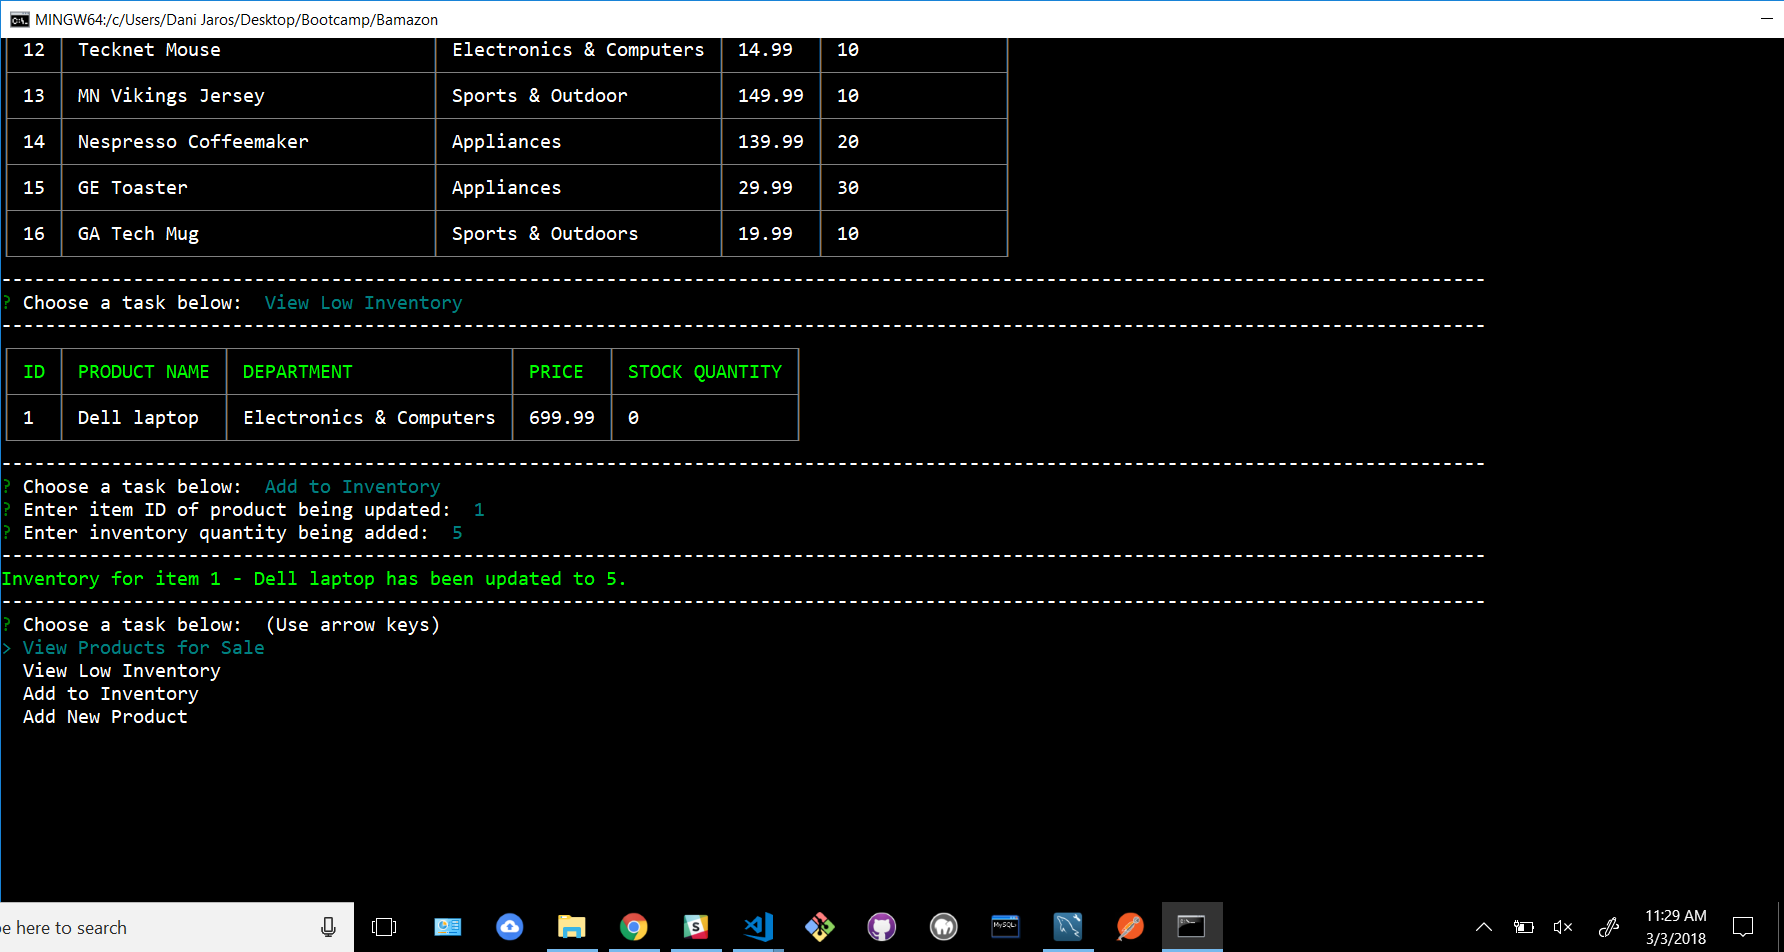 MINGW64:/c/Users/Dani Jaros/Desktop/Bootcamp/Bamazon
12 Tecknet Mouse Electronics & Computers 14.99 10
13 MN Vikings Jersey Sports & Outdoor 149.99 10
14 Nespresso Coffeemaker Appliances 139.99 20
15 GE Toaster Appliances 29.99 30
16 GA Tech Mug Sports & Outdoors 19.99 10
? Choose a task below: View Low Inventory
ID PRODUCT NAME DEPARTMENT PRICE STOCK QUANTITY
1 Dell laptop Electronics & Computers 699.99 0
? Choose a task below: Add to Inventory
? Enter item ID of product being updated: 1
? Enter inventory quantity being added: 5
Inventory for item 1 - Dell laptop has been updated to 5.
? Choose a task below: (Use arrow keys)
> View Products for Sale
View Low Inventory
Add to Inventory
Add New Product
e here to search
MySQL
11:29 AM
3/3/2018